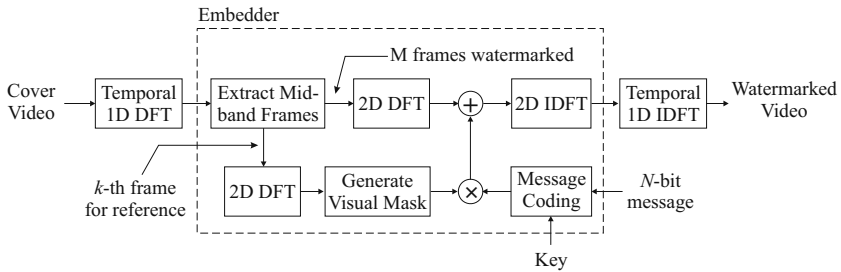 Embedder
M frames watermarked
Cover
Video
Temporal
1D DFT
Extract Mid-
band Frames
2D DFT
+
2D IDFT
Temporal
1D IDFT
Watermarked
Video
k-th frame
for reference
2D DFT
Generate
Visual Mask
×
Message
Coding
N-bit
message
Key